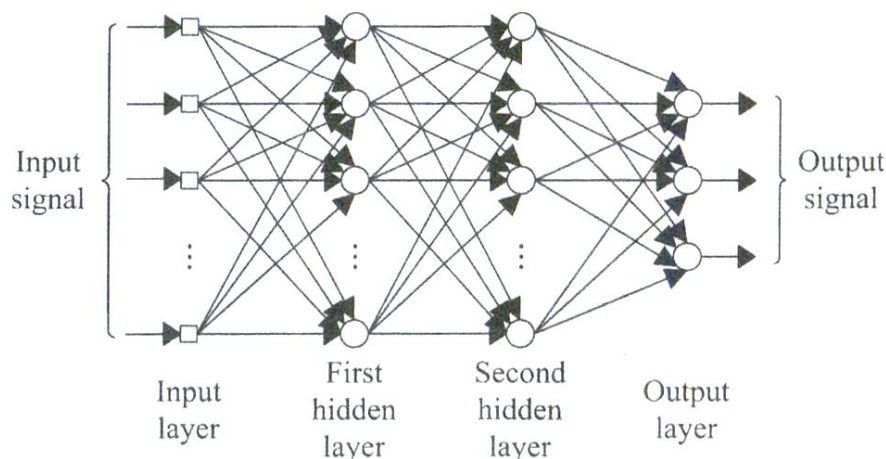 Input
signal
Output
signal
Input
layer
First
hidden
layer
Second
hidden
layer
Output
layer